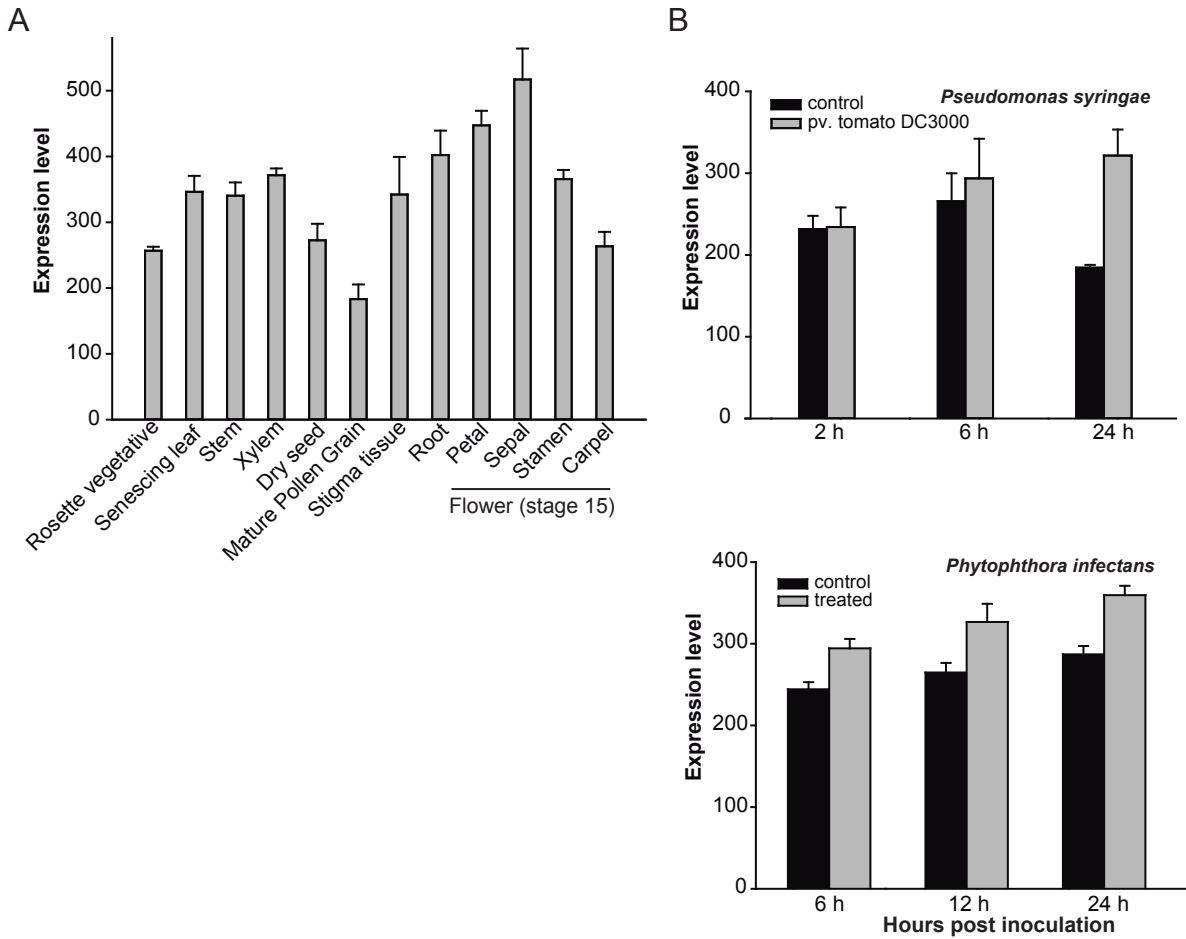 A
Expression level
500
400
300
200
100
0
Rosette vegetative
Senescing leaf
Stem
Xylem
Dry seed
Mature Pollen Grain
Stigma tissue
Root
Petal
Sepal
Stamen
Carpel
Flower (stage 15)
B
Pseudomonas syringae
control
pv. tomato DC3000
Expression level
400
300
200
100
0
2 h
6 h
24 h
Phytophthora infectans
control
treated
Expression level
400
300
200
100
0
6 h
12 h
24 h
Hours post inoculation